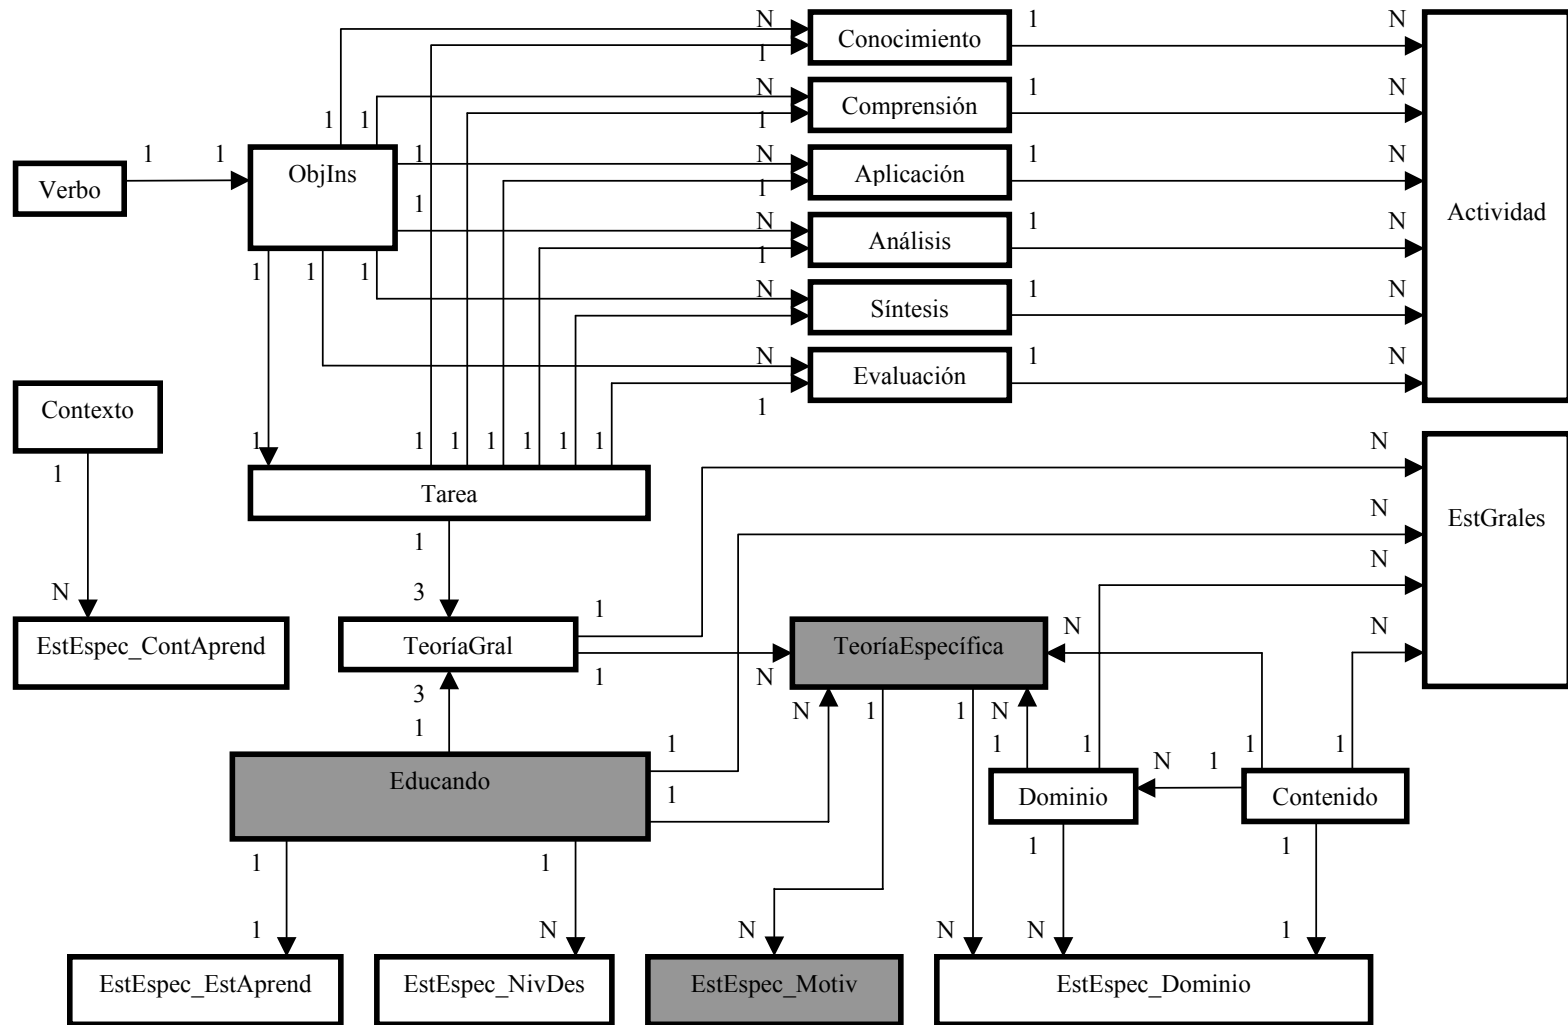 N Conocimiento 1 N
1
N Comprensión 1 N
1 1 1
1 1 ObjIns 1 N Aplicación 1 N
Verbo 1 Actividad
1 N Análisis 1 N
1 1 1 1
N Síntesis 1 N
N Evaluación 1 N
Contexto 1
1 1 1 1 1 1 1 N
1 Tarea
1 N EstGrales
N
N 3 1 N
EstEspec_ContAprend TeoríaGral TeoríaEspecífica N
1 N N
3 N 1 1 N
1 1 1 1 1 1
Educando N 1
1 Dominio Contenido
1 1 1 1
1 N N N N 1
EstEspec_EstAprend EstEspec_NivDes EstEspec_Motiv EstEspec_Dominio